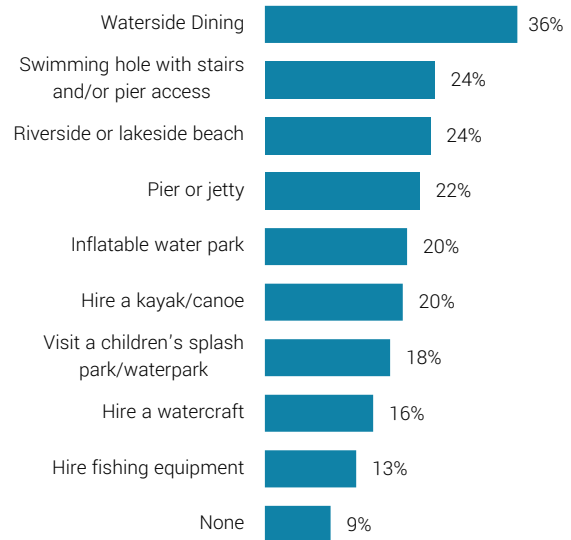 Waterside Dining
36%
Swimming hole with stairs
and/or pier access
24%
Riverside or lakeside beach
24%
Pier or jetty
22%
Inflatable water park
20%
Hire a kayak/canoe
20%
Visit a children's splash
park/waterpark
18%
Hire a watercraft
16%
Hire fishing equipment
13%
None
9%